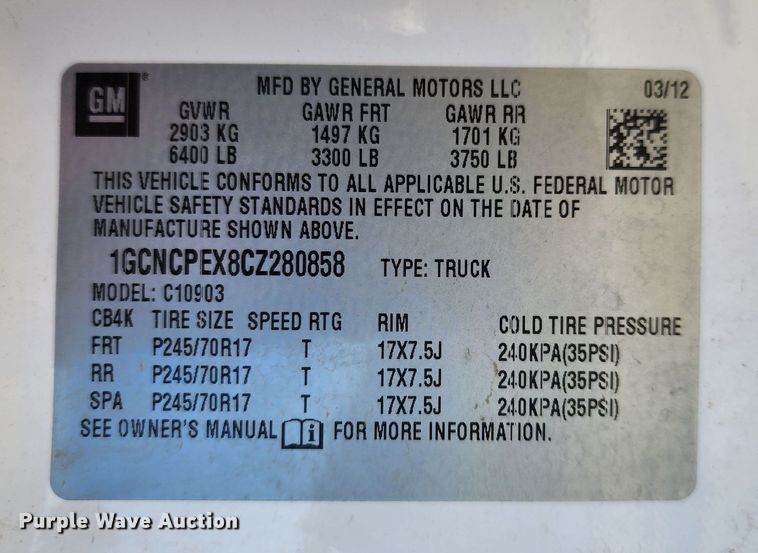 GM ®
MFD BY GENERAL MOTORS LLC 03/12
GVWR GAWR FRT GAWR RR
2903 KG 1497 KG 1701 KG
6400 LB 3300 LB 3750 LB
THIS VEHICLE CONFORMS TO ALL APPLICABLE U.S. FEDERAL MOTOR
VEHICLE SAFETY STANDARDS IN EFFECT ON THE DATE OF
MANUFACTURE SHOWN ABOVE.
1GCNCPEX8CZ280858 TYPE: TRUCK
MODEL: C10903
CB4K TIRE SIZE SPEED RTG RIM COLD TIRE PRESSURE
FRT P245/70R17 T 17X7.5J 240KPA(35PSI)
RR P245/70R17 T 17X7.5J 240KPA(35PSI)
SPA P245/70R17 T 17X7.5J 240KPA(35PSI)
SEE OWNER'S MANUAL i FOR MORE INFORMATION.
Purple Wave Auction